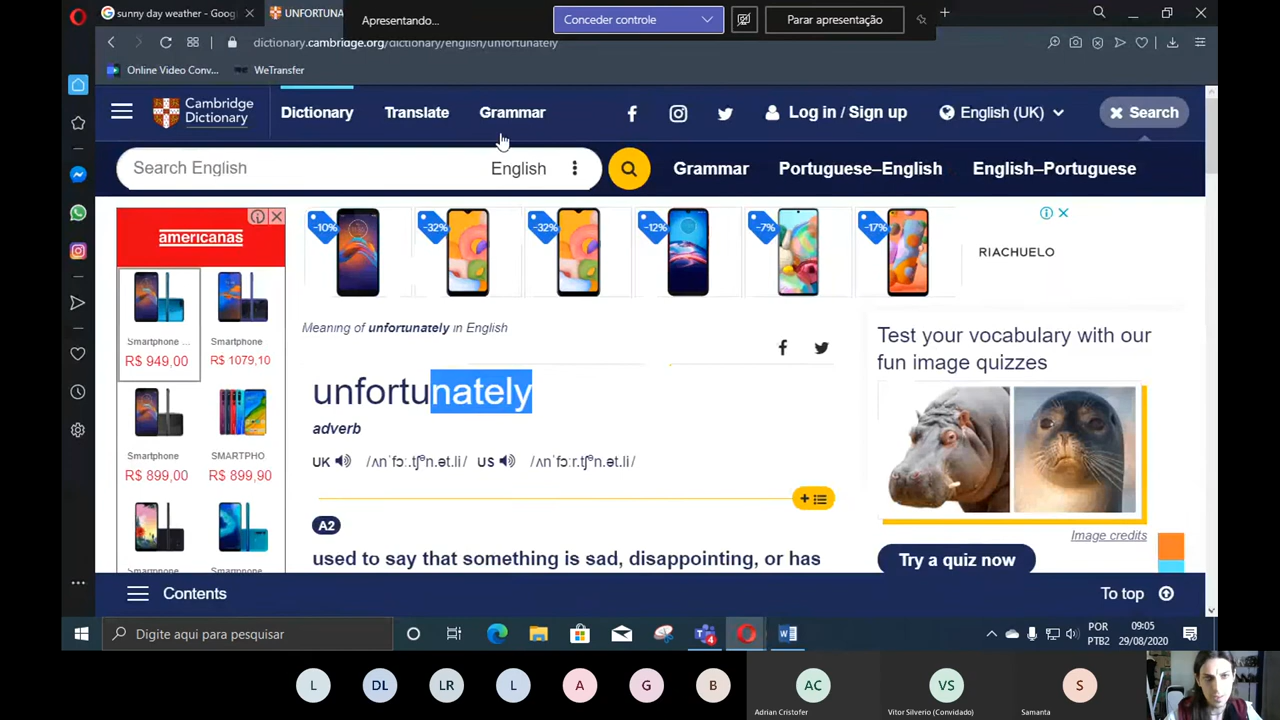 sunny day weather - Goog
UNFORTUNA
Apresentando...
Conceder controle
Parar apresentação
dictionary.cambridge.org/dictionary/english/unfortunately
Online Video Conv...
WeTransfer
Cambridge
Dictionary
Dictionary
Translate
Grammar
Log in / Sign up
English (UK)
Search
Search English
English
Grammar
Portuguese–English
English–Portuguese
americanas
-10%
-32%
-32%
-12%
-7%
-17%
RIACHUELO
Smartphone ...
R$ 949,00
Smartphone
R$ 1079,10
Meaning of unfortunately in English
Test your vocabulary with our
fun image quizzes
unfortunately
adverb
UK /ʌnˈfɔː.tʃən.ət.li/ US /ʌnˈfɔːr.tʃən.ət.li/
Smartphone
R$ 899,00
SMARTPHO
R$ 899,90
A2
used to say that something is sad, disappointing, or has
Image credits
Try a quiz now
Contents
To top
Digite aqui para pesquisar
4
POR
PTB2
09:05
29/08/2020
L
DL
LR
L
A
G
B
AC
VS
S
Adrian Cristofer
Vitor Silverio (Convidado)
Samanta